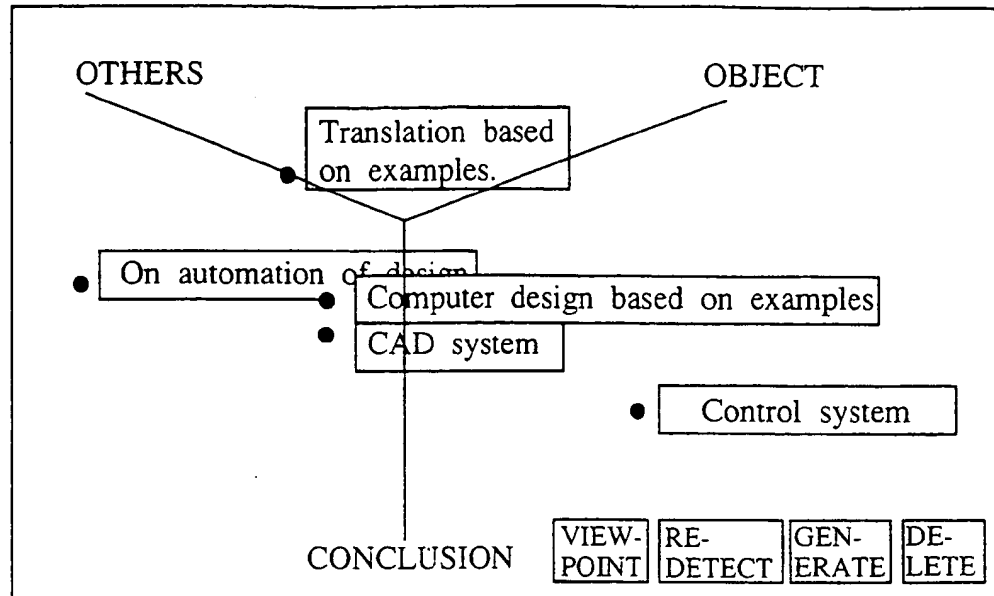 OTHERS
OBJECT
Translation based
on examples.
On automation of design
Computer design based on examples
CAD system
Control system
CONCLUSION
VIEW-
POINT
RE-
DETECT
GEN-
ERATE
DE-
LETE